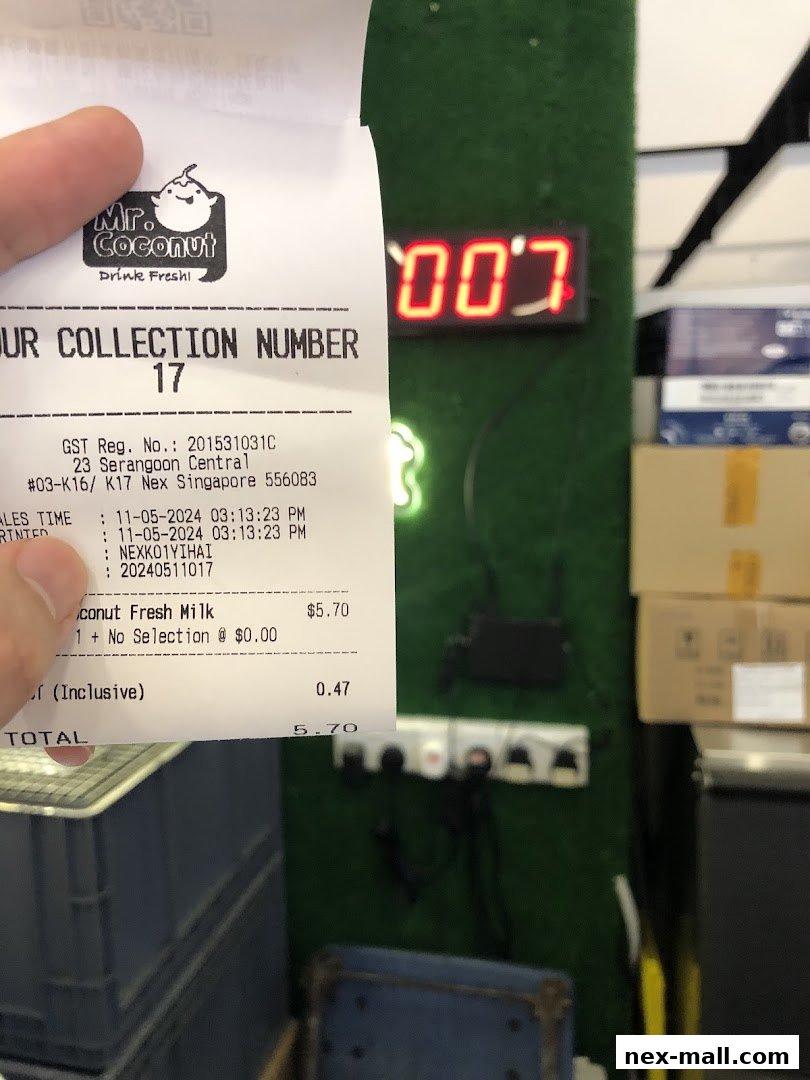 Mr.
Coconut
Drink Fresh!
OUR COLLECTION NUMBER
17
GST Reg. No.: 201531031C
23 Serangoon Central
#03-K16/ K17 Nex Singapore 556083
ALES TIME : 11-05-2024 03:13:23 PM
RINTED : 11-05-2024 03:13:23 PM
: NEXK01YIHAI
: 20240511017
conut Fresh Milk $5.70
1 + No Selection @ $0.00
(Inclusive) 0.47
TOTAL 5.70
007
t
nex-mall.com